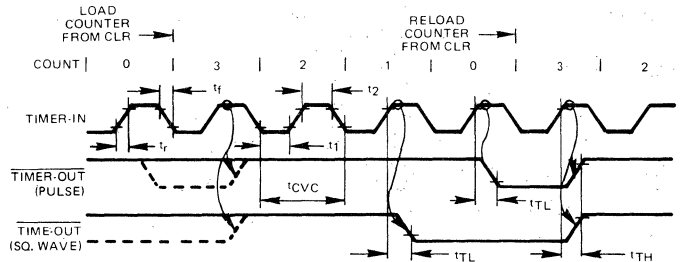 LOAD
COUNTER
FROM CLR
RELOAD
COUNTER
FROM CLR
COUNT 0 3 2 1 0 3 2
tf t2
TIMER-IN
tr t1
TIMER-OUT
(PULSE)
tCVC
tTL
TIME-OUT
(SQ. WAVE)
tTL tTH